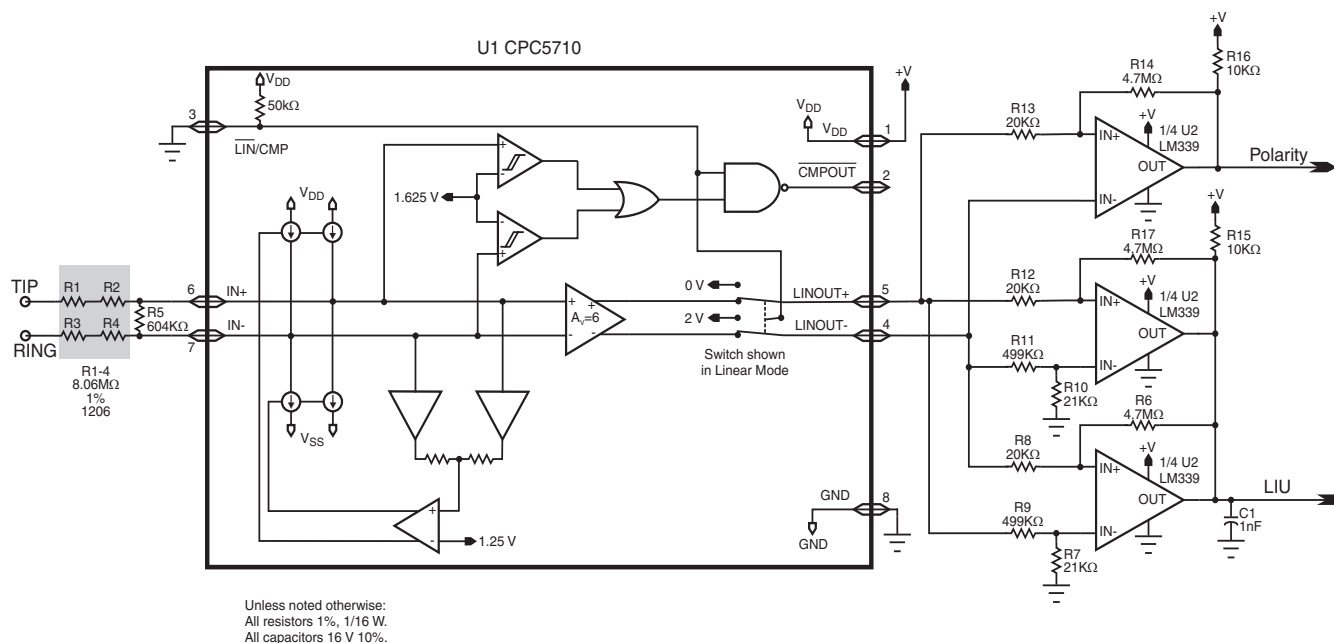 U1 CPC5710
VDD
50kΩ
3
LIN/CMP
VDD
VDD
1
+V
CMPOUT
2
1.625 V
+
-
-
+
VDD
TIP
R1
R2
6
IN+
R5
604KΩ
R3
R4
IN-
7
RING
R1-4
8.06MΩ
1%
1206
+
-
+
-
Av=6
0 V
2 V
LINOUT+
5
LINOUT-
4
Switch shown
in Linear Mode
VSS
+
-
1.25 V
GND
8
GND
+V
R16
10KΩ
R14
4.7MΩ
R13
20KΩ
IN+
+V
1/4 U2
LM339
OUT
IN-
Polarity
+V
R15
10KΩ
R17
4.7MΩ
R12
20KΩ
IN+
+V
1/4 U2
LM339
OUT
IN-
R11
499KΩ
R10
21KΩ
R6
4.7MΩ
R8
20KΩ
IN+
+V
1/4 U2
LM339
OUT
IN-
LIU
C1
1nF
R9
499KΩ
R7
21KΩ
Unless noted otherwise:
All resistors 1%, 1/16 W.
All capacitors 16 V 10%.